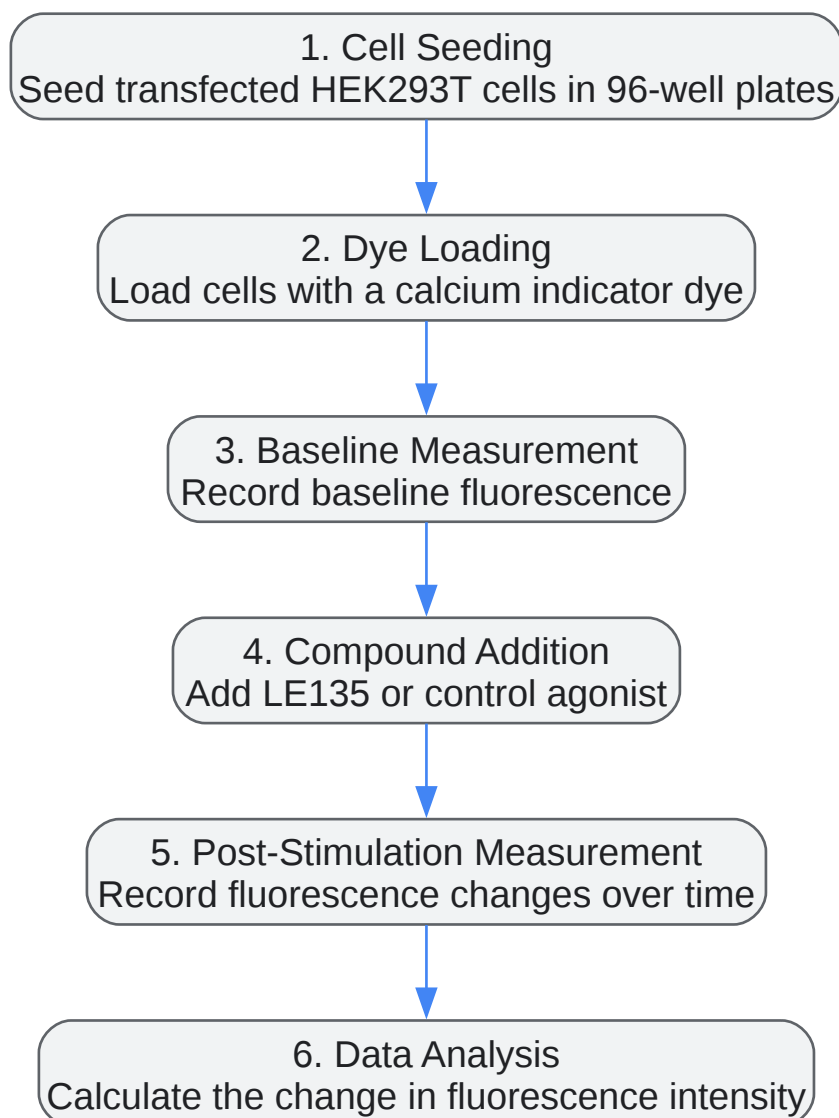 1. Cell Seeding
Seed transfected HEK293T cells in 96-well plates
2. Dye Loading
Load cells with a calcium indicator dye
3. Baseline Measurement
Record baseline fluorescence
4. Compound Addition
Add LE135 or control agonist
5. Post-Stimulation Measurement
Record fluorescence changes over time
6. Data Analysis
Calculate the change in fluorescence intensity